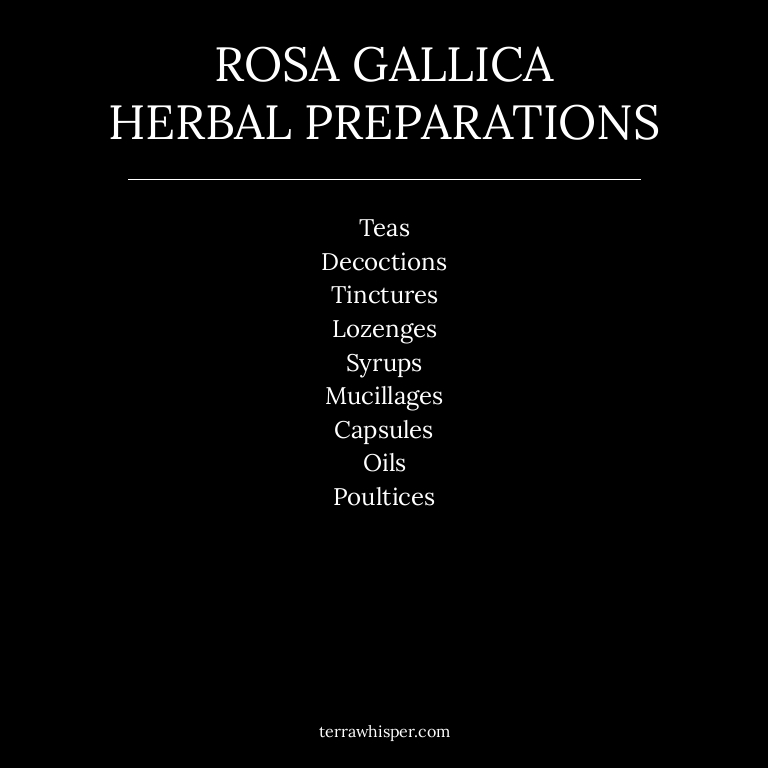 ROSA GALLICA
HERBAL PREPARATIONS
Teas
Decoctions
Tinctures
Lozenges
Syrups
Mucillages
Capsules
Oils
Poultices
terrawhisper.com